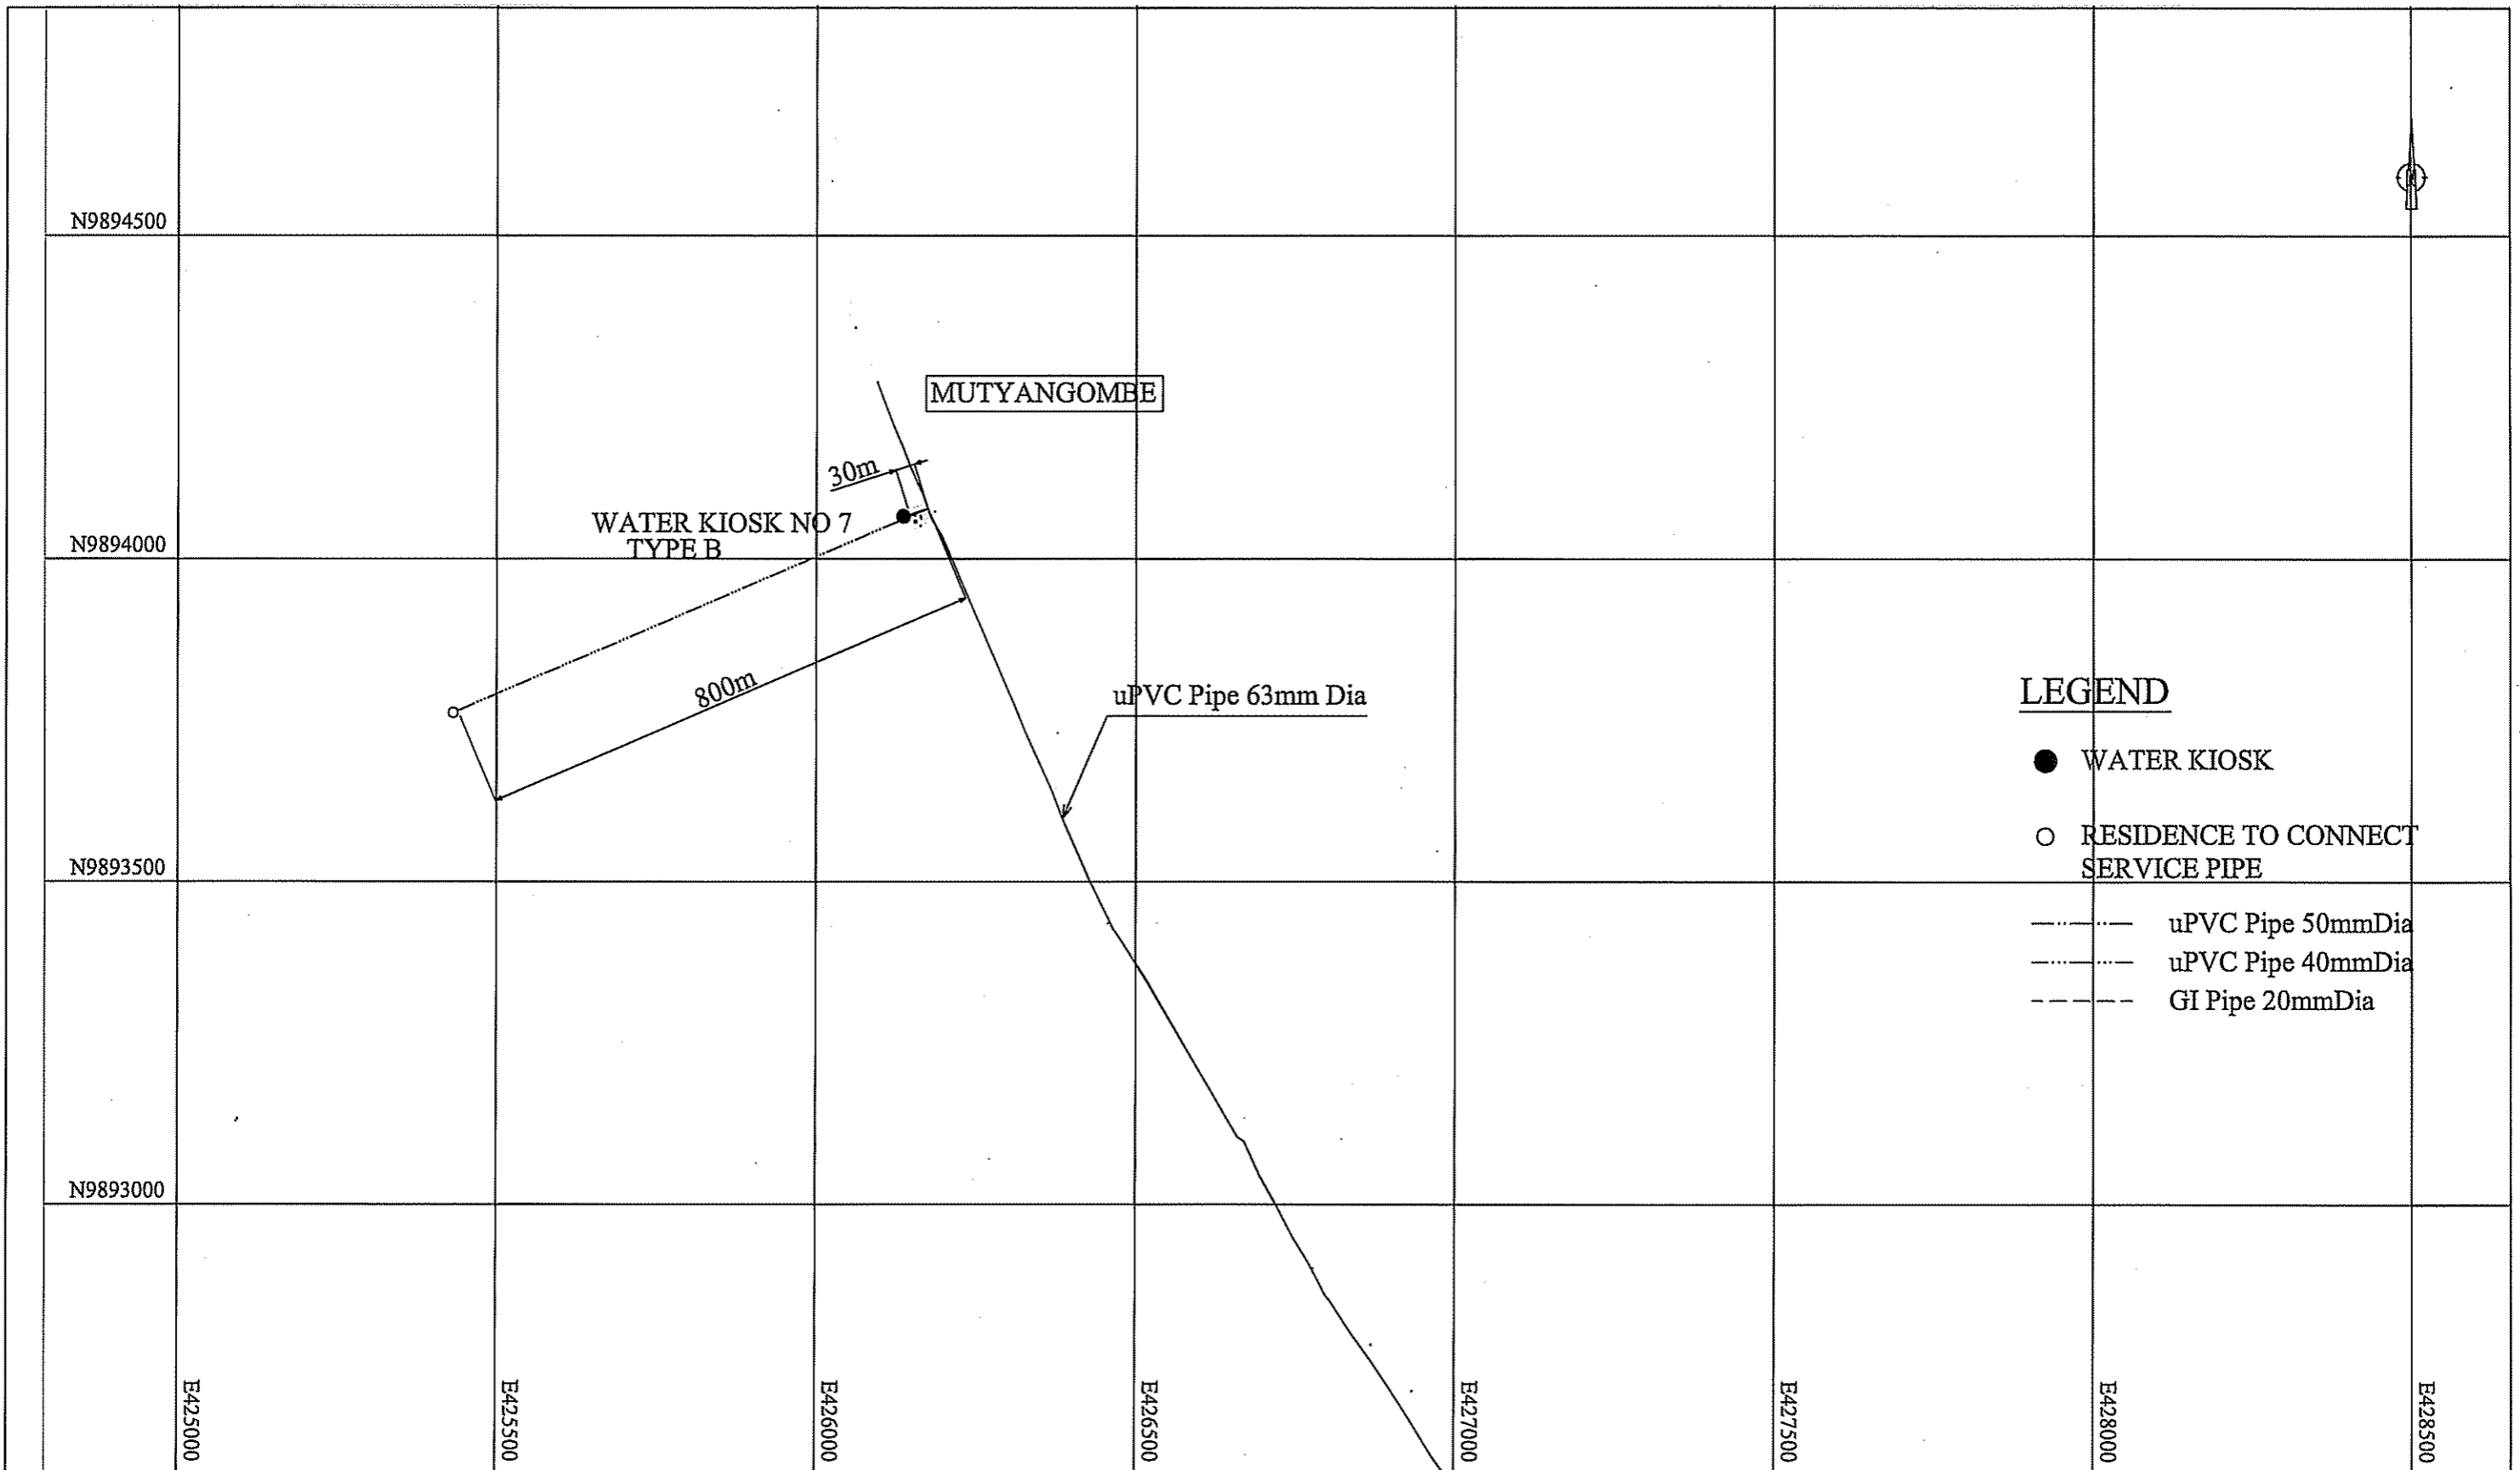 N9894500
MUTYANGOMBE
30m
WATER KIOSK NO 7
TYPE B
N9894000
800m
uPVC Pipe 63mm Dia
LEGEND
WATER KIOSK
RESIDENCE TO CONNECT
SERVICE PIPE
N9893500
uPVC Pipe 50mmDia
uPVC Pipe 40mmDia
GI Pipe 20mmDia
N9893000
E425000
E425500
E426000
E426500
E427000
E427500
E428000
E428500